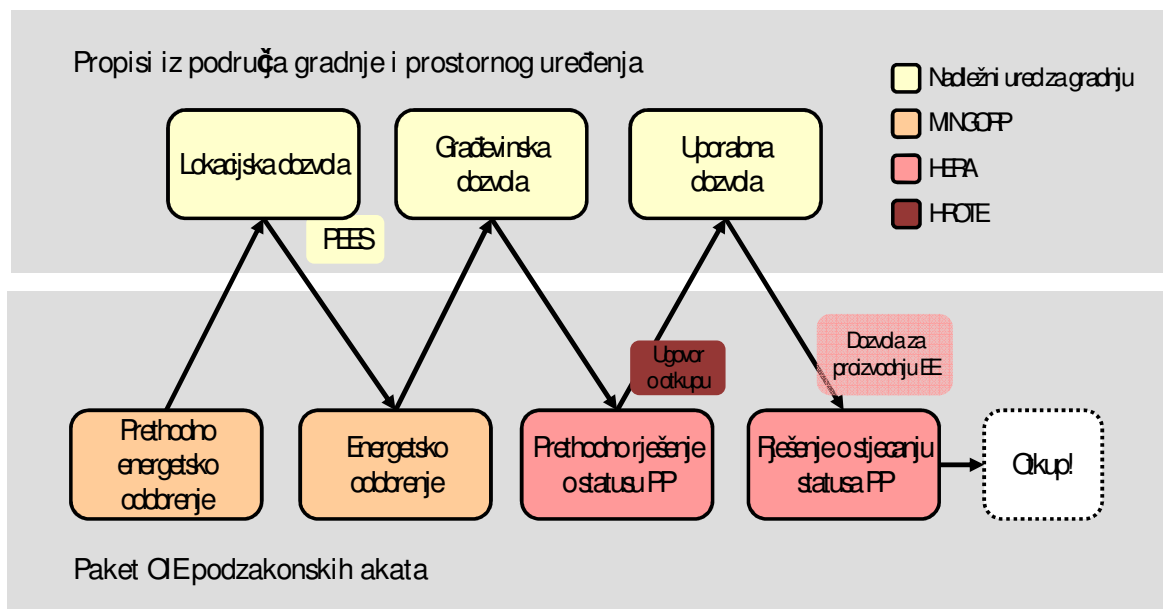 Propisi iz područja gradnje i prostornog uređenja
Nadležni ured za gradnju
MINGORP
HERA
HROTE
Lokacijska dozvola
Građevinska
dozvola
Uporabna
dozvola
PEES
Ugovor
o otkupu
Dozvola za
proizvodnju EE
Prethodno
energetsko
odobrenje
Energetsko
odobrenje
Prethodno rješenje
o statusu PP
Rješenje o stjecanju
statusa PP
Otkup!
Paket OIE podzakonskih akata